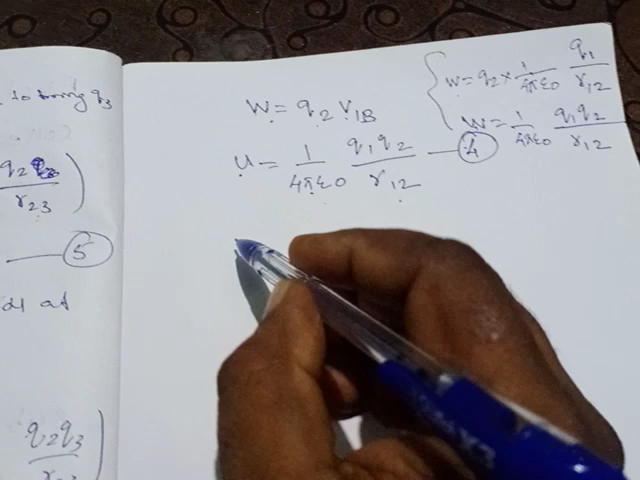 to bring q3
q2
r23
5
at
q2q3
W = q2 V1B
U = 1/4πε0 q1q2/r12 — 4
W = q2 × 1/4πε0 q1/r12
W = 1/4πε0 q1q2/r12